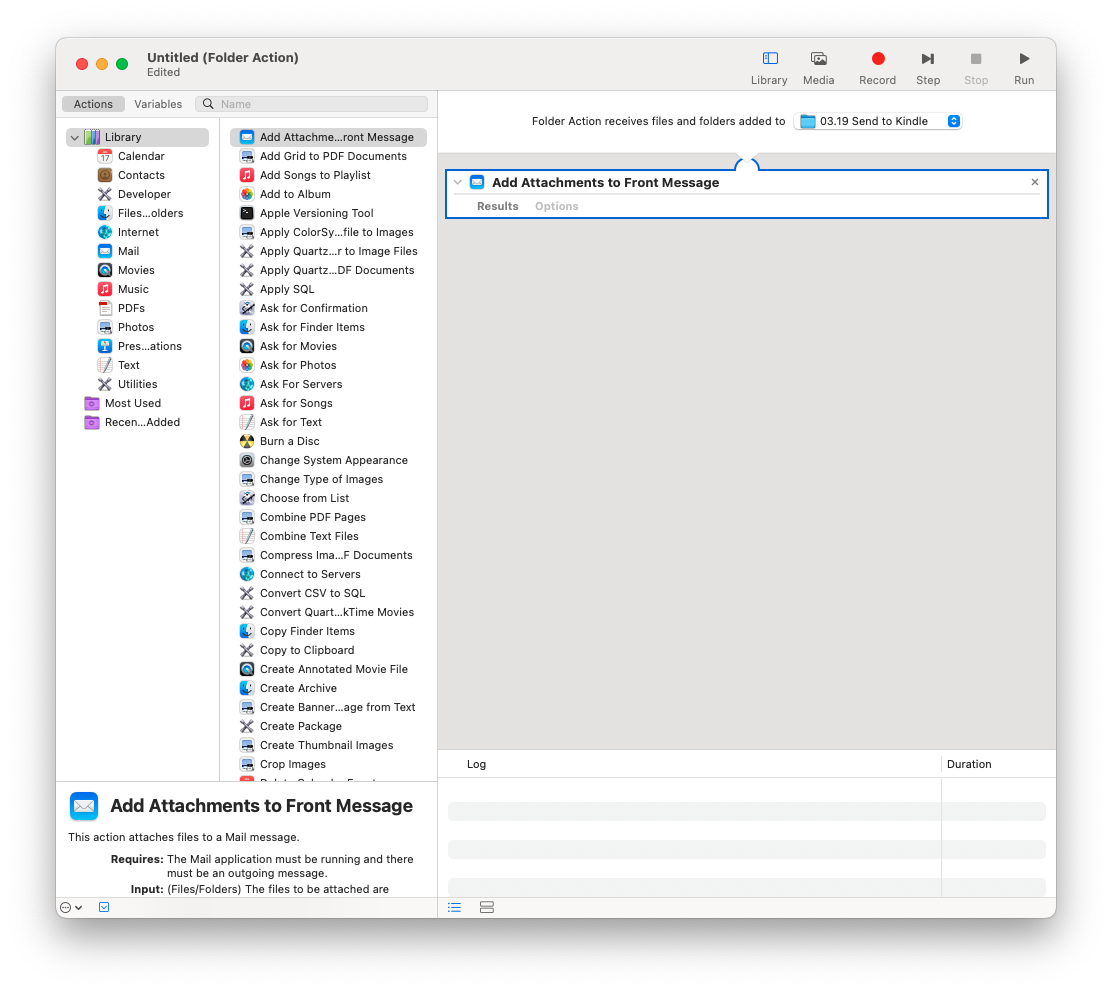 Untitled (Folder Action)
Edited
Library
Media
Record
Step
Stop
Run
Actions
Variables
Name
Library
Calendar
Contacts
Developer
Files...olders
Internet
Mail
Movies
Music
PDFs
Photos
Pres...ations
Text
Utilities
Most Used
Recen...Added
Add Attachme...ront Message
Add Grid to PDF Documents
Add Songs to Playlist
Add to Album
Apple Versioning Tool
Apply ColorSy...file to Images
Apply Quartz...r to Image Files
Apply Quartz...DF Documents
Apply SQL
Ask for Confirmation
Ask for Finder Items
Ask for Movies
Ask for Photos
Ask For Servers
Ask for Songs
Ask for Text
Burn a Disc
Change System Appearance
Change Type of Images
Choose from List
Combine PDF Pages
Combine Text Files
Compress Ima...F Documents
Connect to Servers
Convert CSV to SQL
Convert Quart...kTime Movies
Copy Finder Items
Copy to Clipboard
Create Annotated Movie File
Create Archive
Create Banner...age from Text
Create Package
Create Thumbnail Images
Crop Images
Add Attachments to Front Message
This action attaches files to a Mail message.
Requires: The Mail application must be running and there
must be an outgoing message.
Input: (Files/Folders) The files to be attached are
Folder Action receives files and folders added to 03.19 Send to Kindle
Add Attachments to Front Message
Results Options
Log Duration